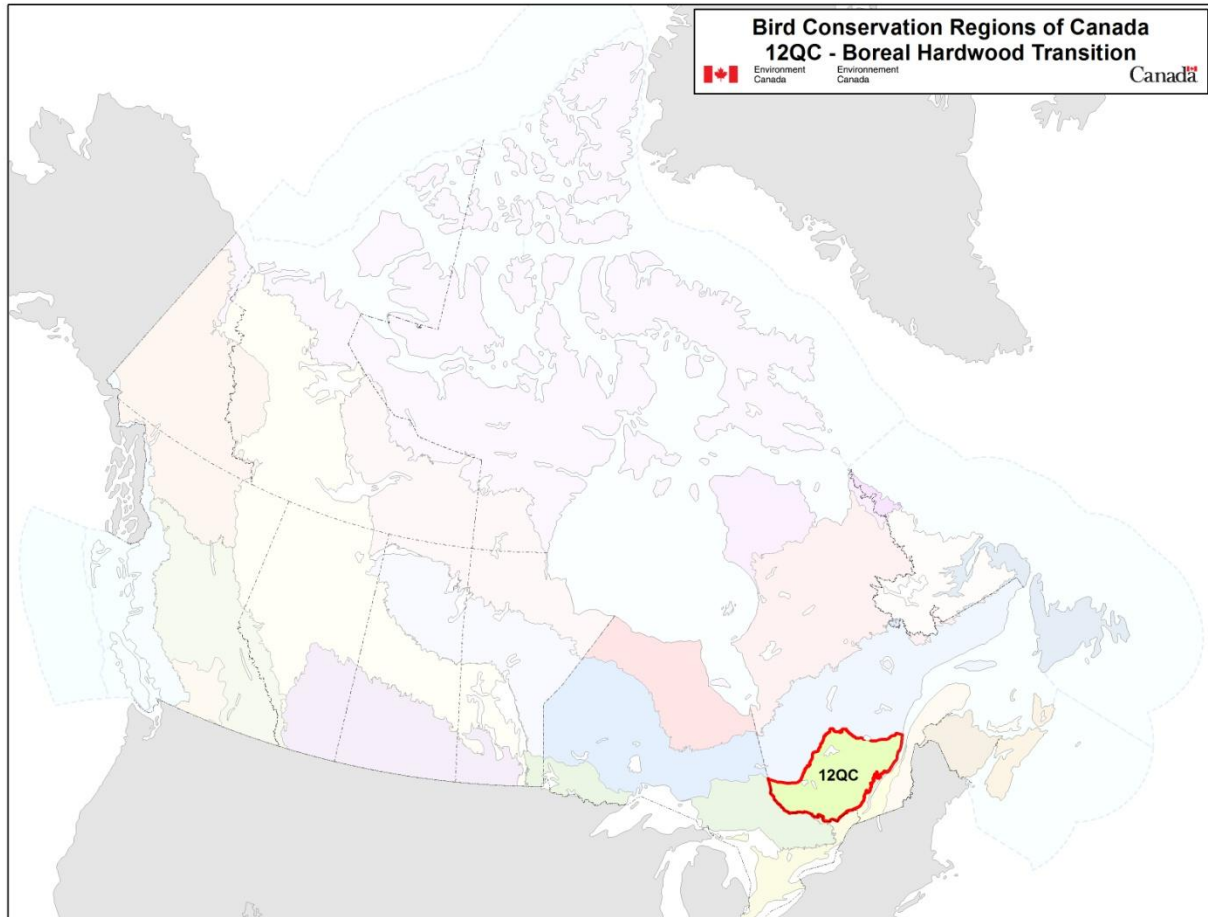 Bird Conservation Regions of Canada
12QC - Boreal Hardwood Transition
Environment Canada
Environnement Canada
Canada
12QC